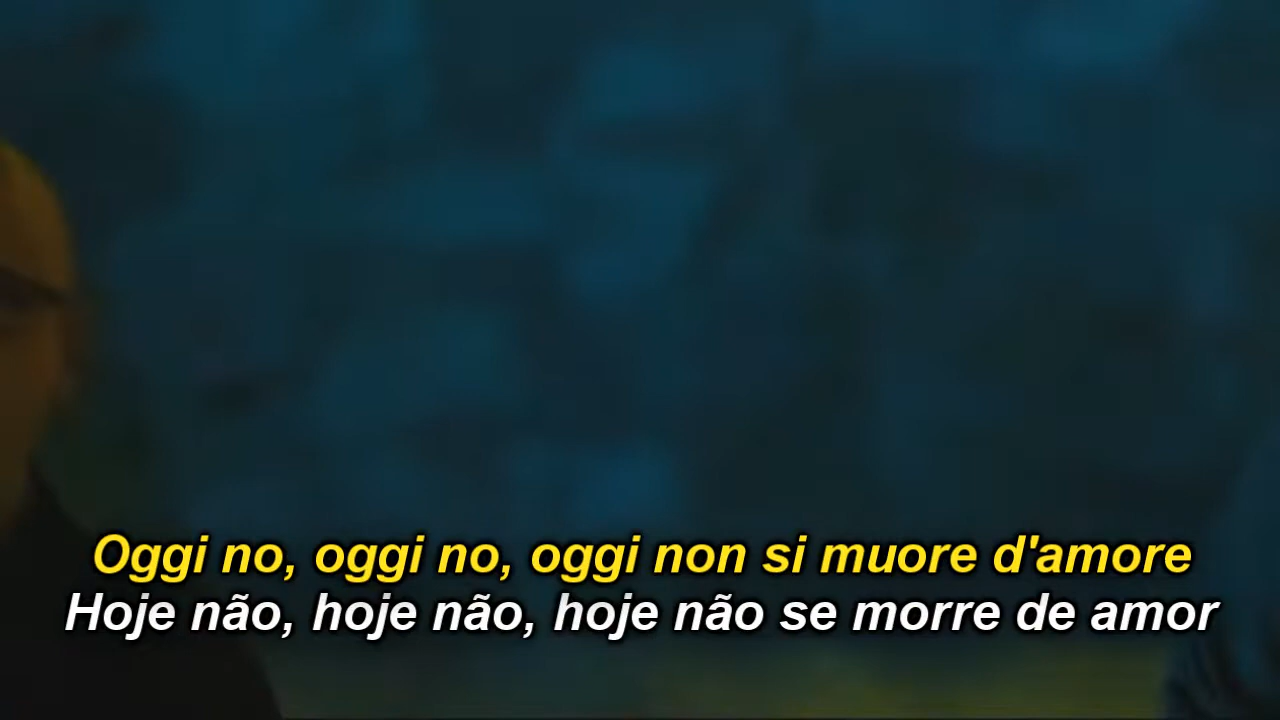 Oggi no, oggi no, oggi non si muore d'amore
Hoje não, hoje não, hoje não se morre de amor